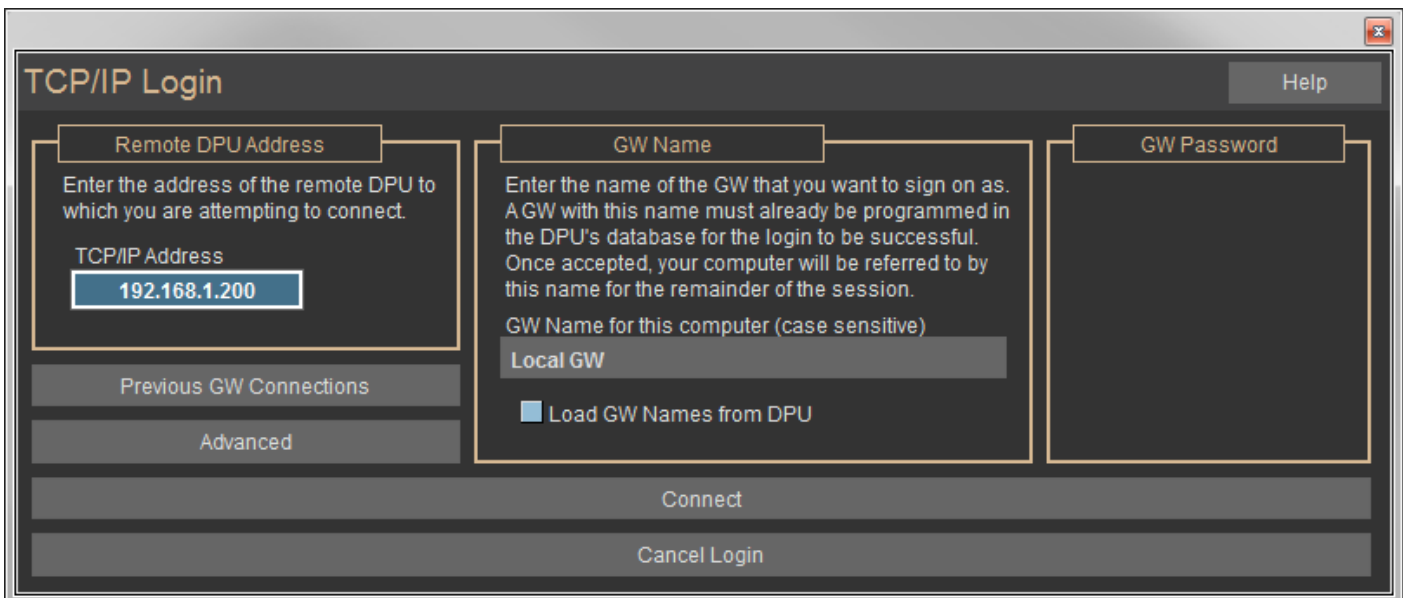 TCP/IP Login
Help
Remote DPU Address
Enter the address of the remote DPU to
which you are attempting to connect.
TCP/IP Address
192.168.1.200
Previous GW Connections
Advanced
GW Name
Enter the name of the GW that you want to sign on as.
A GW with this name must already be programmed in
the DPU's database for the login to be successful.
Once accepted, your computer will be referred to by
this name for the remainder of the session.
GW Name for this computer (case sensitive)
Local GW
Load GW Names from DPU
GW Password
Connect
Cancel Login